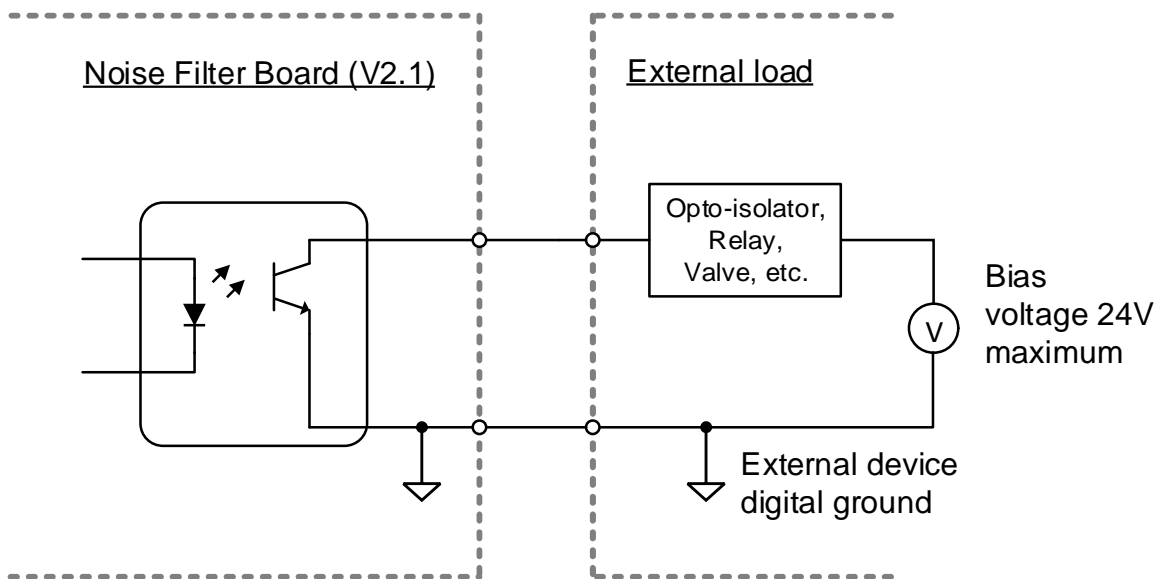 Noise Filter Board (V2.1)
External load
Opto-isolator,
Relay,
Valve, etc.
Bias
voltage 24V
maximum
V
External device
digital ground